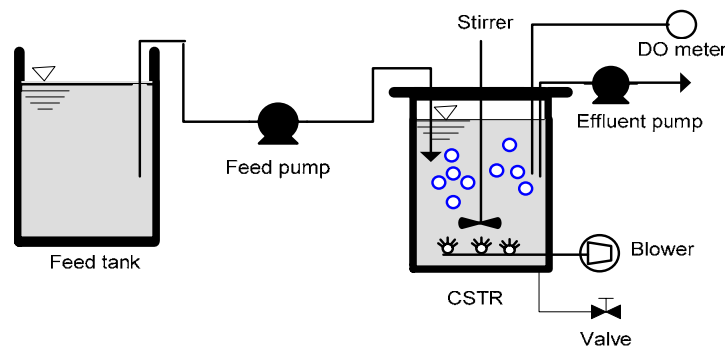 Stirrer
DO meter
Effluent pump
Feed pump
Blower
Feed tank
CSTR
Valve